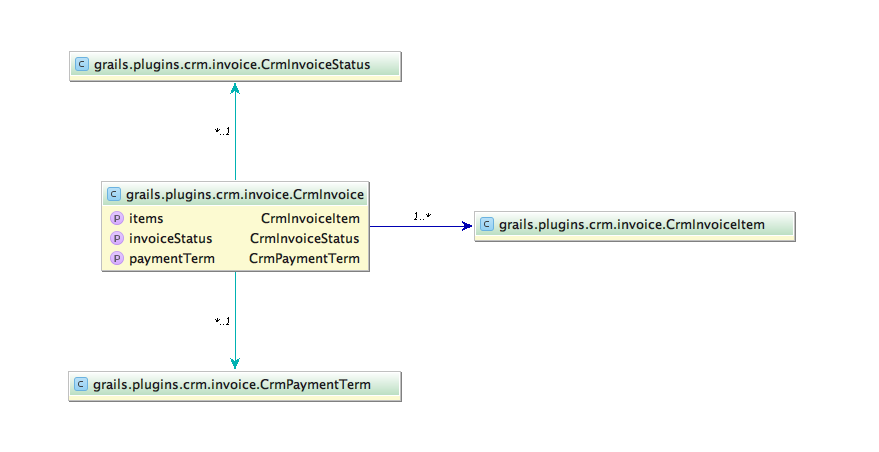 C grails.plugins.crm.invoice.CrmInvoiceStatus
*..1
C grails.plugins.crm.invoice.CrmInvoice
P items CrmInvoiceItem
P invoiceStatus CrmInvoiceStatus
P paymentTerm CrmPaymentTerm
1..*
C grails.plugins.crm.invoice.CrmInvoiceItem
*..1
C grails.plugins.crm.invoice.CrmPaymentTerm